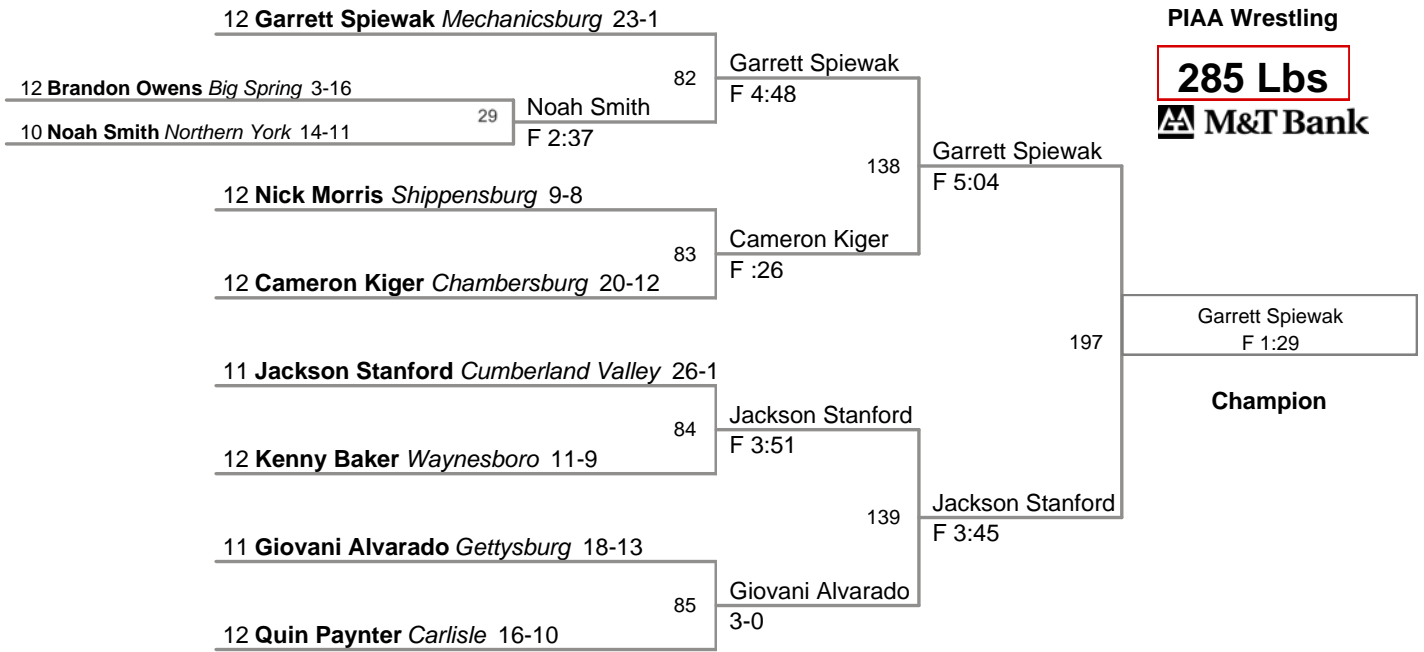 12 Garrett Spiewak Mechanicsburg 23-1
PIAA Wrestling
285 Lbs
M&T Bank
82
Garrett Spiewak
F 4:48
12 Brandon Owens Big Spring 3-16
29
Noah Smith
F 2:37
10 Noah Smith Northern York 14-11
138
Garrett Spiewak
F 5:04
12 Nick Morris Shippensburg 9-8
83
Cameron Kiger
F :26
12 Cameron Kiger Chambersburg 20-12
197
Garrett Spiewak
F 1:29
Champion
11 Jackson Stanford Cumberland Valley 26-1
84
Jackson Stanford
F 3:51
12 Kenny Baker Waynesboro 11-9
139
Jackson Stanford
F 3:45
11 Giovani Alvarado Gettysburg 18-13
85
Giovani Alvarado
3-0
12 Quin Paynter Carlisle 16-10